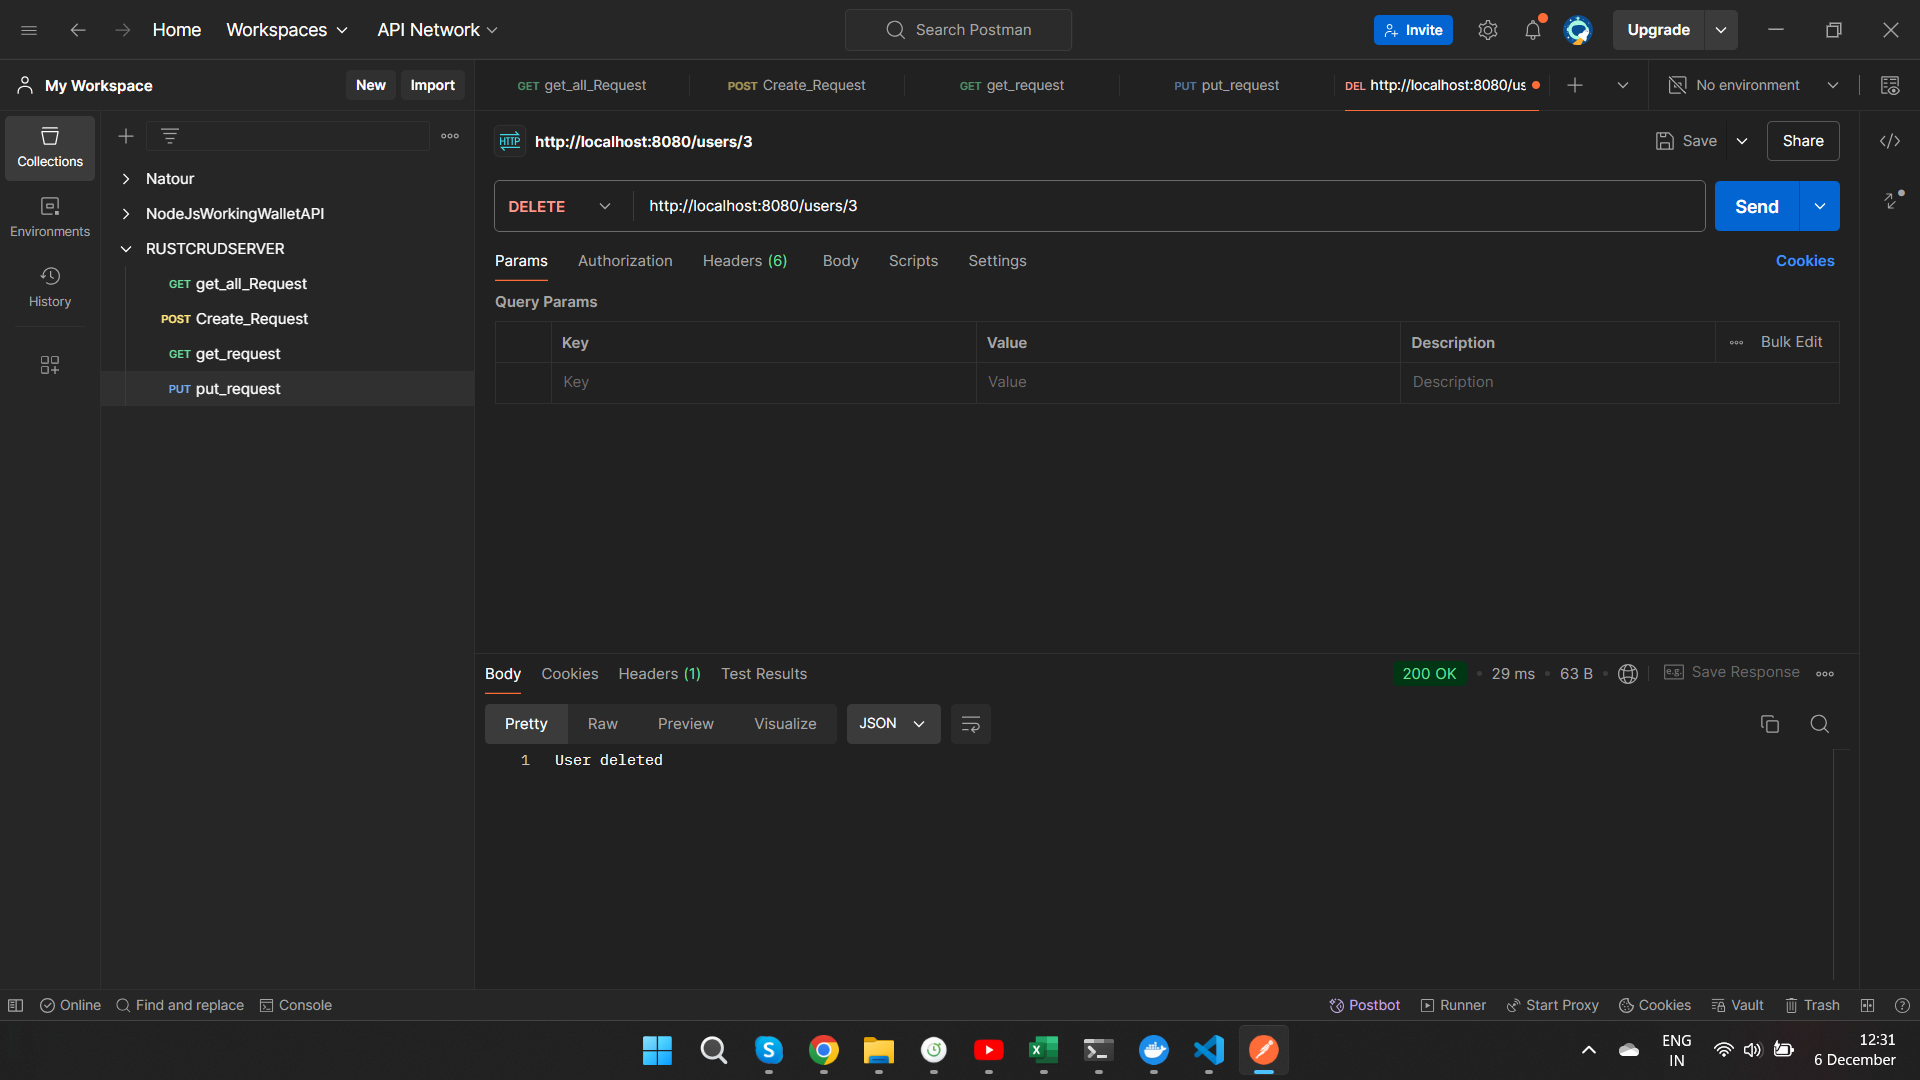 Home Workspaces API Network Search Postman Invite Upgrade
My Workspace New Import GET get_all_Request POST Create_Request GET get_request PUT put_request DEL http://localhost:8080/us No environment
Collections
Environments
History
Natour
NodeJsWorkingWalletAPI
RUSTCRUDSERVER
GET get_all_Request
POST Create_Request
GET get_request
PUT put_request
HTTP http://localhost:8080/users/3 Save Share
DELETE http://localhost:8080/users/3 Send
Params Authorization Headers (6) Body Scripts Settings Cookies
Query Params
Key Value Description Bulk Edit
Key Value Description
Body Cookies Headers (1) Test Results 200 OK 29 ms 63 B e.g. Save Response
Pretty Raw Preview Visualize JSON
1 User deleted
Online Find and replace Console Postbot Runner Start Proxy Cookies Vault Trash
ENG
IN
12:31
6 December